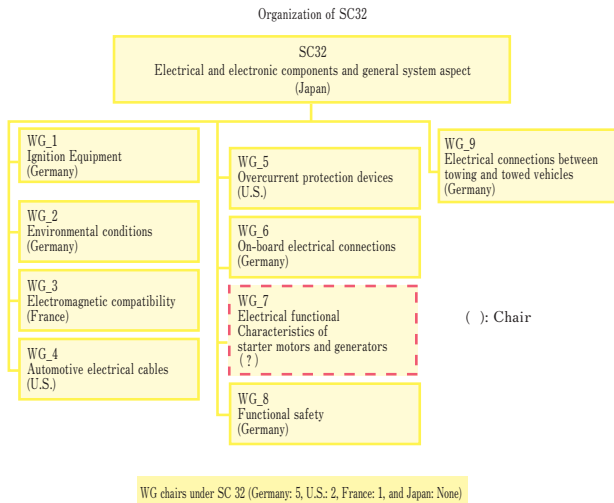 Organization of SC32
SC32
Electrical and electronic components and general system aspect
(Japan)
WG_1
Ignition Equipment
(Germany)
WG_2
Environmental conditions
(Germany)
WG_3
Electromagnetic compatibility
(France)
WG_4
Automotive electrical cables
(U.S.)
WG_5
Overcurrent protection devices
(U.S.)
WG_6
On-board electrical connections
(Germany)
WG_7
Electrical functional
Characteristics of
starter motors and generators
(?)
WG_8
Functional safety
(Germany)
WG_9
Electrical connections between
towing and towed vehicles
(Germany)
( ): Chair
WG chairs under SC 32 (Germany: 5, U.S.: 2, France: 1, and Japan: None)